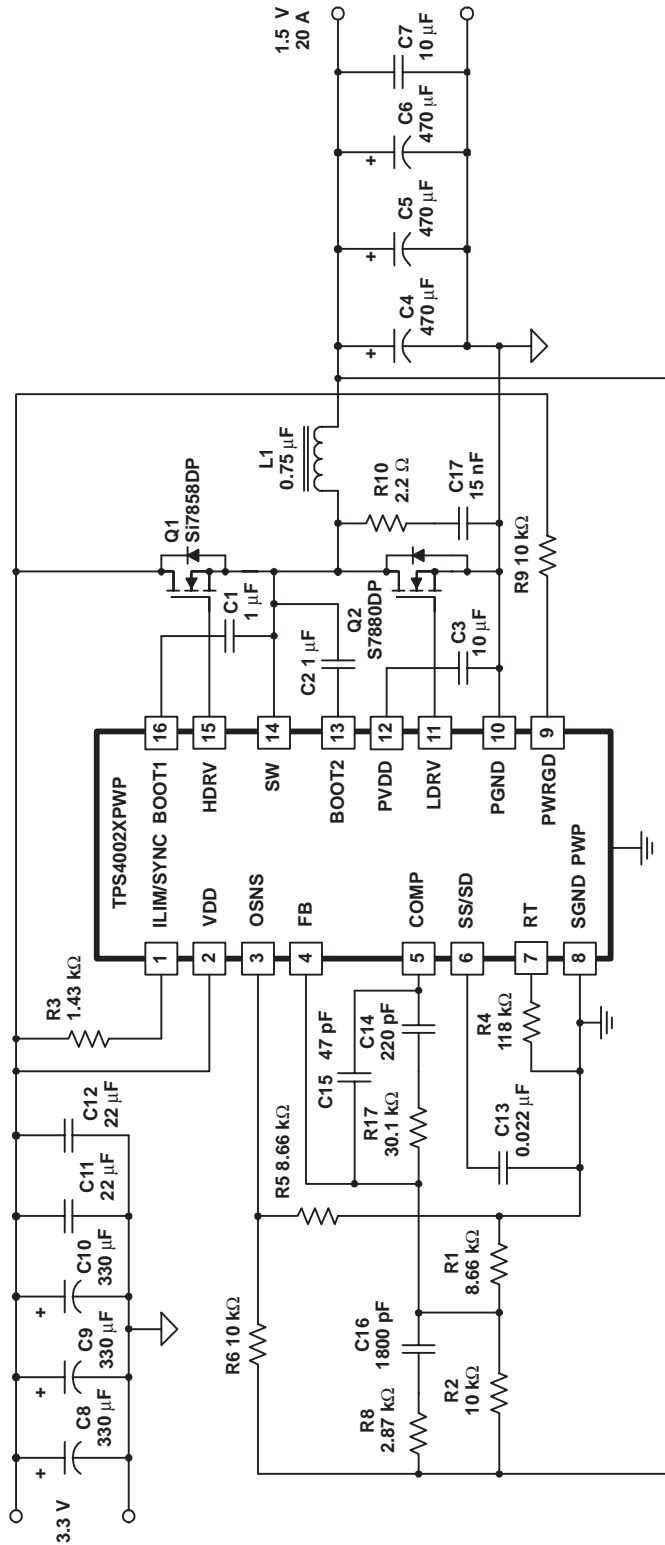 3.3 V
C8
330 μF
C9
330 μF
C10
330 μF
C11
22 μF
C12
22 μF
+
+
+
R3
1.43 kΩ
TPS4002XPWP
1
ILIM/SYNC
2
VDD
3
OSNS
4
FB
5
COMP
6
SS/SD
7
RT
8
SGND
PWP
16
BOOT1
15
HDRV
14
SW
13
BOOT2
12
PVDD
11
LDRV
10
PGND
9
PWRGD
R6 10 kΩ
R5 8.66 kΩ
C15
47 pF
R17
30.1 kΩ
C14
220 pF
C16
1800 pF
R8
2.87 kΩ
R2
10 kΩ
R1
8.66 kΩ
C13
0.022 μF
R4
118 kΩ
Q1
Si7858DP
C1
1 μF
C2 1 μF
Q2
S7880DP
C3
10 μF
L1
0.75 μF
R10
2.2 Ω
C17
15 nF
R9 10 kΩ
+
C4
470 μF
+
C5
470 μF
+
C6
470 μF
C7
10 μF
1.5 V
20 A